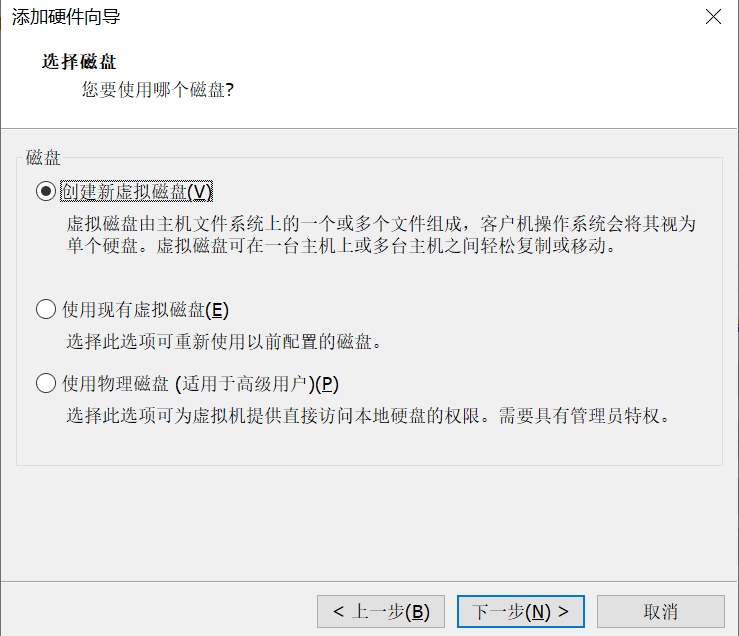 添加硬件向导
选择磁盘
您要使用哪个磁盘?
磁盘
创建新虚拟磁盘(V)
虚拟磁盘由主机文件系统上的一个或多个文件组成，客户机操作系统会将其视为
单个硬盘。虚拟磁盘可在一台主机上或多台主机之间轻松复制或移动。
使用现有虚拟磁盘(E)
选择此选项可重新使用以前配置的磁盘。
使用物理磁盘 (适用于高级用户)(P)
选择此选项可为虚拟机提供直接访问本地硬盘的权限。需要具有管理员特权。
< 上一步(B) 下一步(N) > 取消